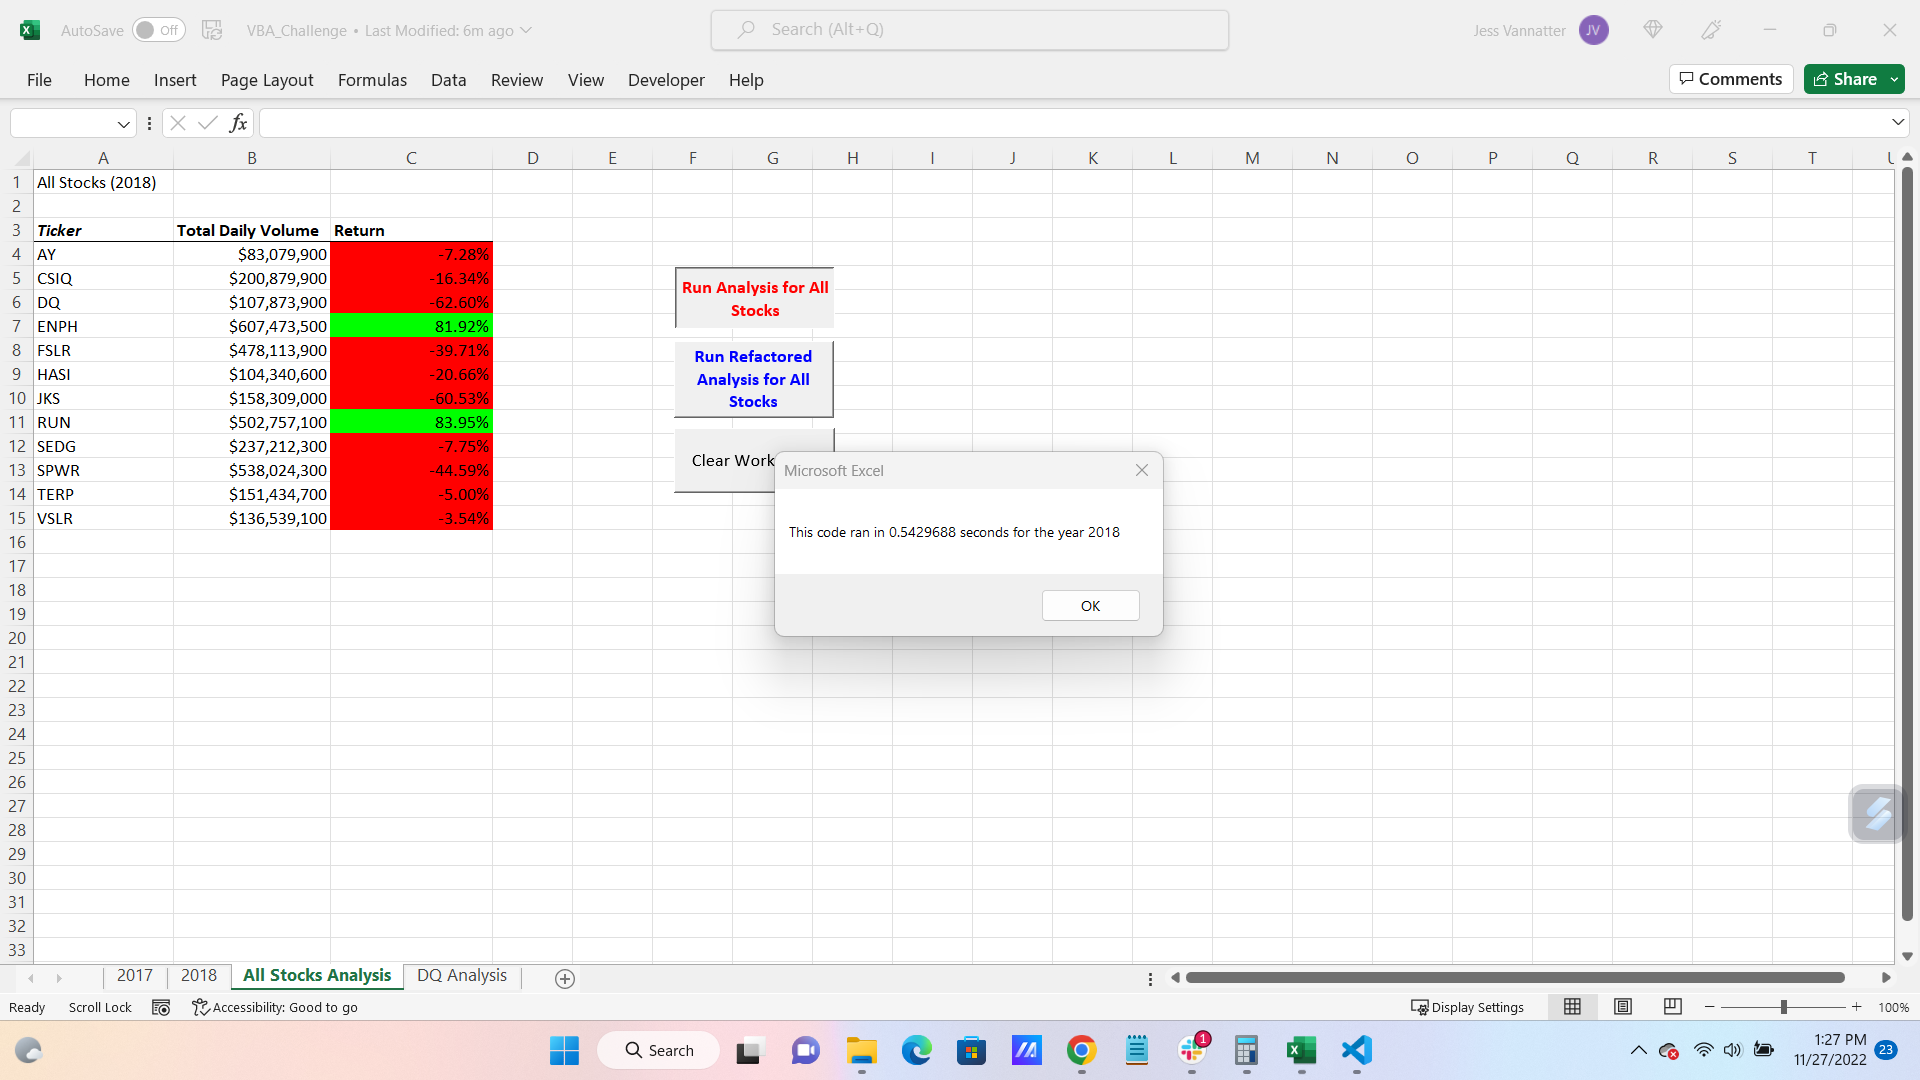 AutoSave Off VBA_Challenge • Last Modified: 6m ago Search (Alt+Q) Jess Vannatter JV
File Home Insert Page Layout Formulas Data Review View Developer Help Comments Share
fx
A B C D E F G H I J K L M N O P Q R S T
1 All Stocks (2018)
2
3 Ticker Total Daily Volume Return
4 AY $83,079,900 -7.28%
5 CSIQ $200,879,900 -16.34%
6 DQ $107,873,900 -62.60%
7 ENPH $607,473,500 81.92%
8 FSLR $478,113,900 -39.71%
9 HASI $104,340,600 -20.66%
10 JKS $158,309,000 -60.53%
11 RUN $502,757,100 83.95%
12 SEDG $237,212,300 -7.75%
13 SPWR $538,024,300 -44.59%
14 TERP $151,434,700 -5.00%
15 VSLR $136,539,100 -3.54%
16
17
18
19
20
21
22
23
24
25
26
27
28
29
30
31
32
33
Run Analysis for All
Stocks
Run Refactored
Analysis for All
Stocks
Clear Work
Microsoft Excel
This code ran in 0.5429688 seconds for the year 2018
OK
2017 2018 All Stocks Analysis DQ Analysis
Ready Scroll Lock Accessibility: Good to go Display Settings 100%
Search 1 1:27 PM
11/27/2022 23